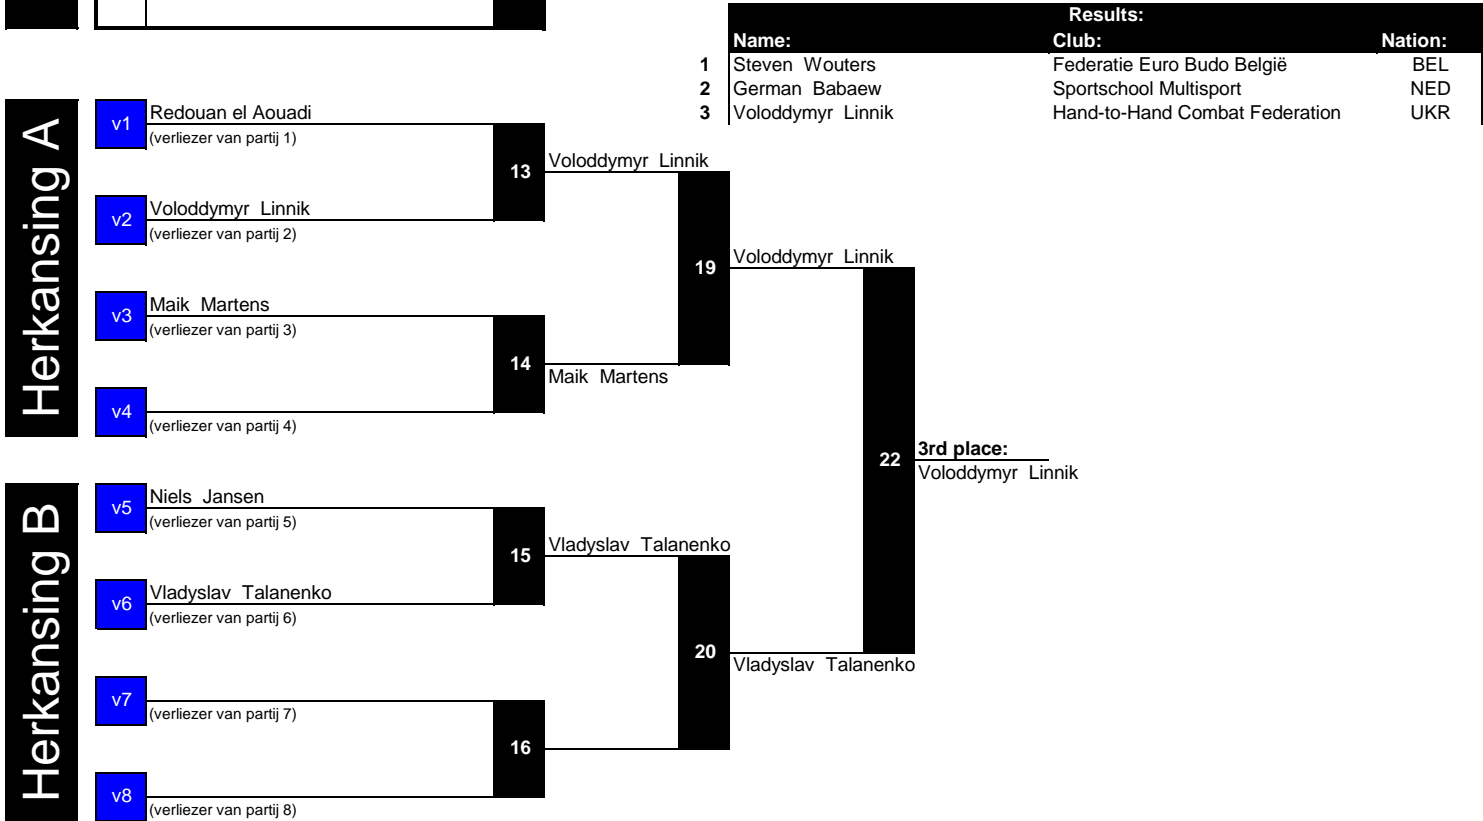 Results:
Name: Club: Nation:
1 Steven Wouters Federatie Euro Budo België BEL
2 German Babaew Sportschool Multisport NED
3 Voloddymyr Linnik Hand-to-Hand Combat Federation UKR
Herkansing A
v1 Redouan el Aouadi
(verliezer van partij 1)
13 Voloddymyr Linnik
v2 Voloddymyr Linnik
(verliezer van partij 2)
19 Voloddymyr Linnik
v3 Maik Martens
(verliezer van partij 3)
14
Maik Martens
v4
(verliezer van partij 4)
22 3rd place:
Voloddymyr Linnik
Herkansing B
v5 Niels Jansen
(verliezer van partij 5)
15 Vladyslav Talanenko
v6 Vladyslav Talanenko
(verliezer van partij 6)
20
Vladyslav Talanenko
v7
(verliezer van partij 7)
16
v8
(verliezer van partij 8)